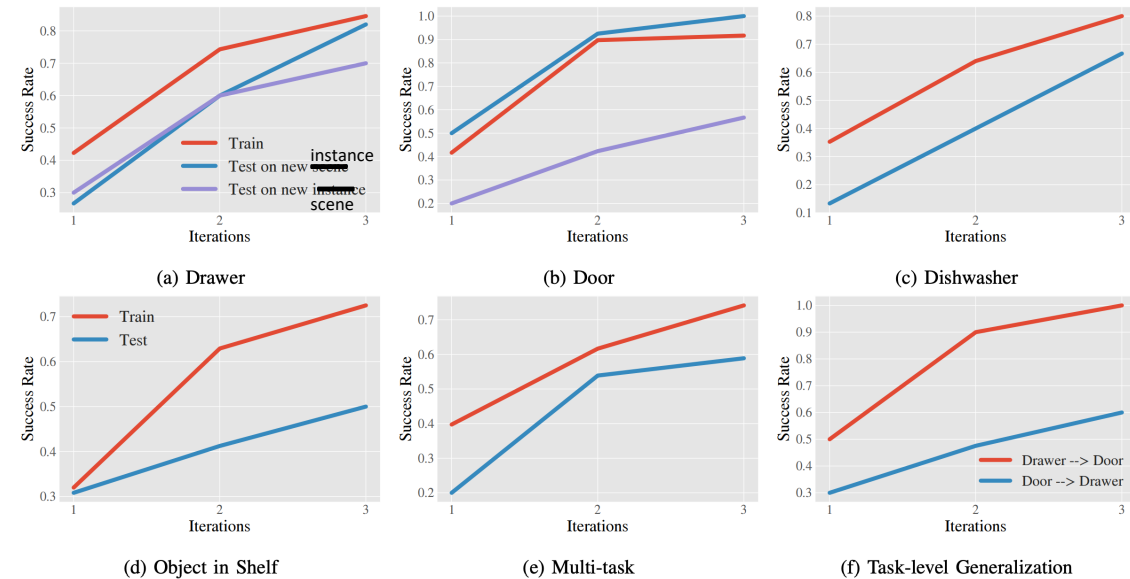 0.8
0.7
0.6
0.5
0.4
0.3
1
2
3
Success Rate
Iterations
Train
Test on new scene
instance
Test on new instance
scene
(a) Drawer
1.0
0.9
0.8
0.7
0.6
0.5
0.4
0.3
0.2
1
2
3
Success Rate
Iterations
(b) Door
0.8
0.7
0.6
0.5
0.4
0.3
0.2
0.1
1
2
3
Success Rate
Iterations
(c) Dishwasher
0.7
0.6
0.5
0.4
0.3
1
2
3
Success Rate
Iterations
Train
Test
(d) Object in Shelf
0.7
0.6
0.5
0.4
0.3
0.2
1
2
3
Success Rate
Iterations
(e) Multi-task
1.0
0.9
0.8
0.7
0.6
0.5
0.4
0.3
1
2
3
Success Rate
Iterations
Drawer --> Door
Door --> Drawer
(f) Task-level Generalization